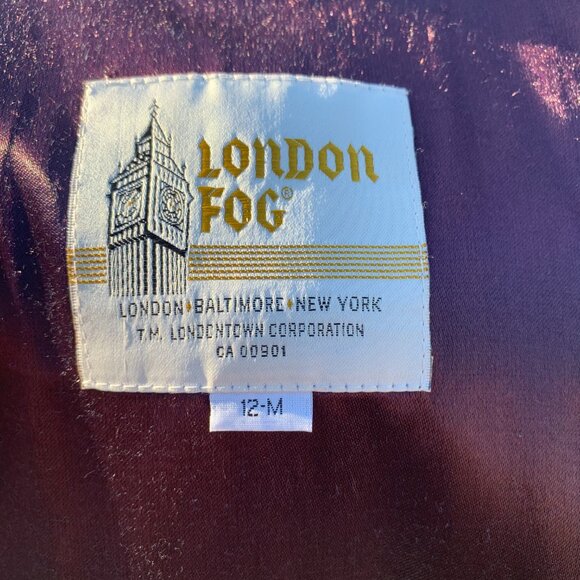 LONDON
FOG®
LONDON♦BALTIMORE♦NEW YORK
T.M. LONDONTOWN CORPORATION
CA 00901
12-M